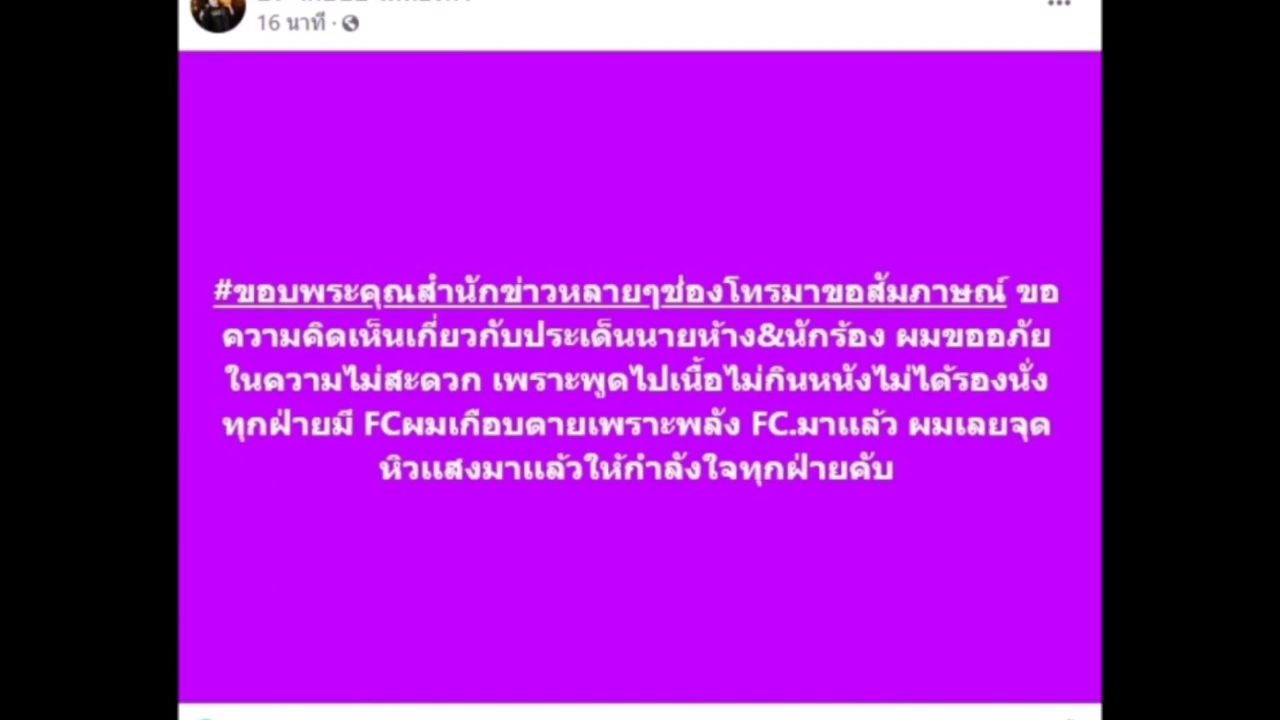 16 นาที ·
#ขอบพระคุณสำนักข่าวหลายๆช่องโทรมาขอสัมภาษณ์ ขอ
ความคิดเห็นเกี่ยวกับประเด็นนายห้าง&นักร้อง ผมขออภัย
ในความไม่สะดวก เพราะพูดไปเนื้อไม่กินหนังไม่ได้รองนั่ง
ทุกฝ่ายมี FCผมเกือบตายเพราะพลัง FC.มาแล้ว ผมเลยจุด
หิวแสงมาแล้วให้กำลังใจทุกฝ่ายคับ